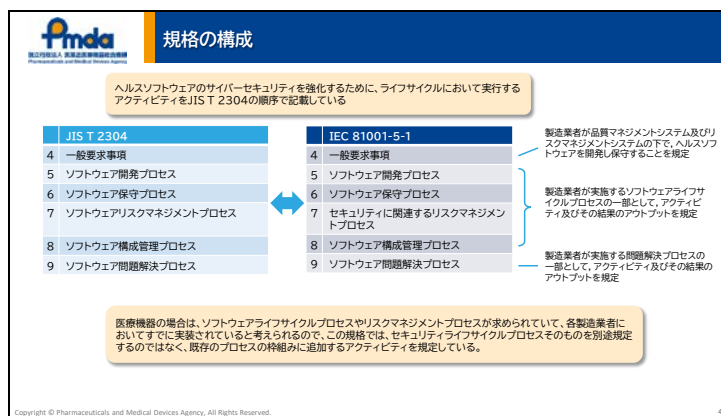 Pmda
独立行政法人 医薬品医療機器総合機構
Pharmaceuticals and Medical Devices Agency
規格の構成
ヘルスソフトウェアのサイバーセキュリティを強化するために、ライフサイクルにおいて実行する
アクティビティをJIS T 2304の順序で記載している
JIS T 2304
4 一般要求事項
5 ソフトウェア開発プロセス
6 ソフトウェア保守プロセス
7 ソフトウェアリスクマネジメントプロセス
8 ソフトウェア構成管理プロセス
9 ソフトウェア問題解決プロセス
IEC 81001-5-1
4 一般要求事項
5 ソフトウェア開発プロセス
6 ソフトウェア保守プロセス
7 セキュリティに関連するリスクマネジメン
トプロセス
8 ソフトウェア構成管理プロセス
9 ソフトウェア問題解決プロセス
製造業者が品質マネジメントシステム及びリ
スクマネジメントシステムの下で，ヘルスソ
フトウェアを開発し保守することを規定
製造業者が実施するソフトウェアライフサ
イクルプロセスの一部として，アクティビ
ティ及びその結果のアウトプットを規定
製造業者が実施する問題解決プロセスの
一部として，アクティビティ及びその結果の
アウトプットを規定
医療機器の場合は、ソフトウェアライフサイクルプロセスやリスクマネジメントプロセスが求められていて、各製造業者に
おいてすでに実装されていると考えられるので、この規格では、セキュリティライフサイクルプロセスそのものを別途規定
するのではなく、既存のプロセスの枠組みに追加するアクティビティを規定している。
Copyright © Pharmaceuticals and Medical Devices Agency, All Rights Reserved.